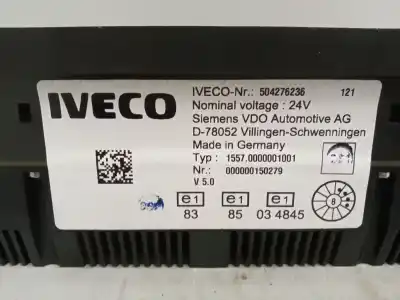 IVECO
IVECO-Nr.: 504276236 121
Nominal voltage : 24V
Siemens VDO Automotive AG
D-78052 Villingen-Schwenningen
Made in Germany
Typ : 1557.0000001001
Nr.: 000000150279
V 5.0
e1 e1 e1
83 85 03 4845
8